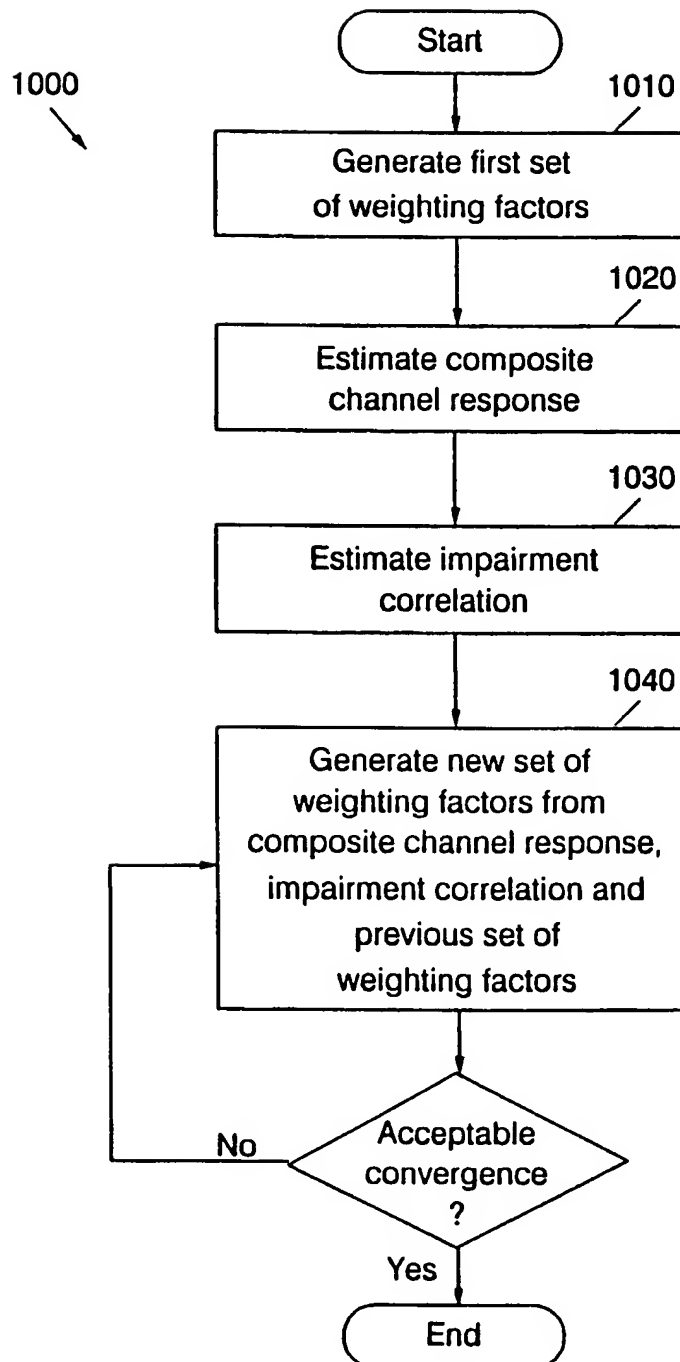 Start
1000
1010
Generate first set
of weighting factors
1020
Estimate composite
channel response
1030
Estimate impairment
correlation
1040
Generate new set of
weighting factors from
composite channel response,
impairment correlation and
previous set of
weighting factors
No
Acceptable
convergence
?
Yes
End